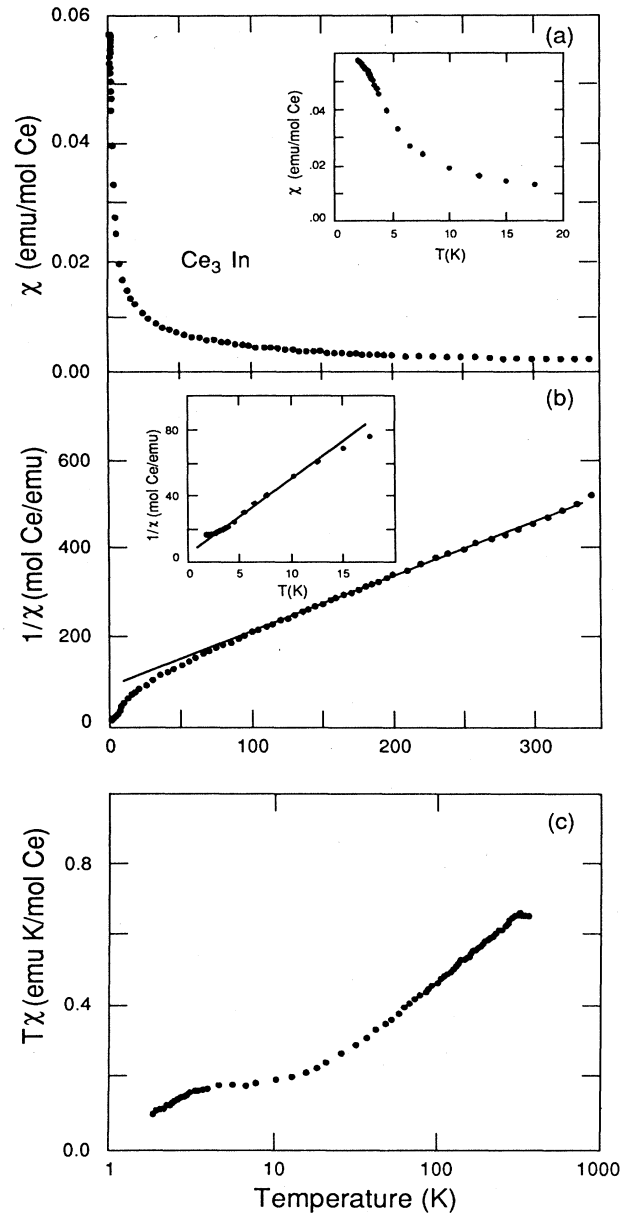 0.06
(a)
χ (emu/mol Ce)
0.04
0.02
0.00
Ce3 In
χ (emu/mol Ce)
.04
.02
.00
0
5
10
15
20
T(K)
(b)
1/χ (mol Ce/emu)
600
400
200
0
1/χ (mol Ce/emu)
80
40
0
0
5
10
15
T(K)
0
100
200
300
(c)
Tχ (emu K/mol Ce)
0.8
0.4
0.0
1
10
100
1000
Temperature (K)